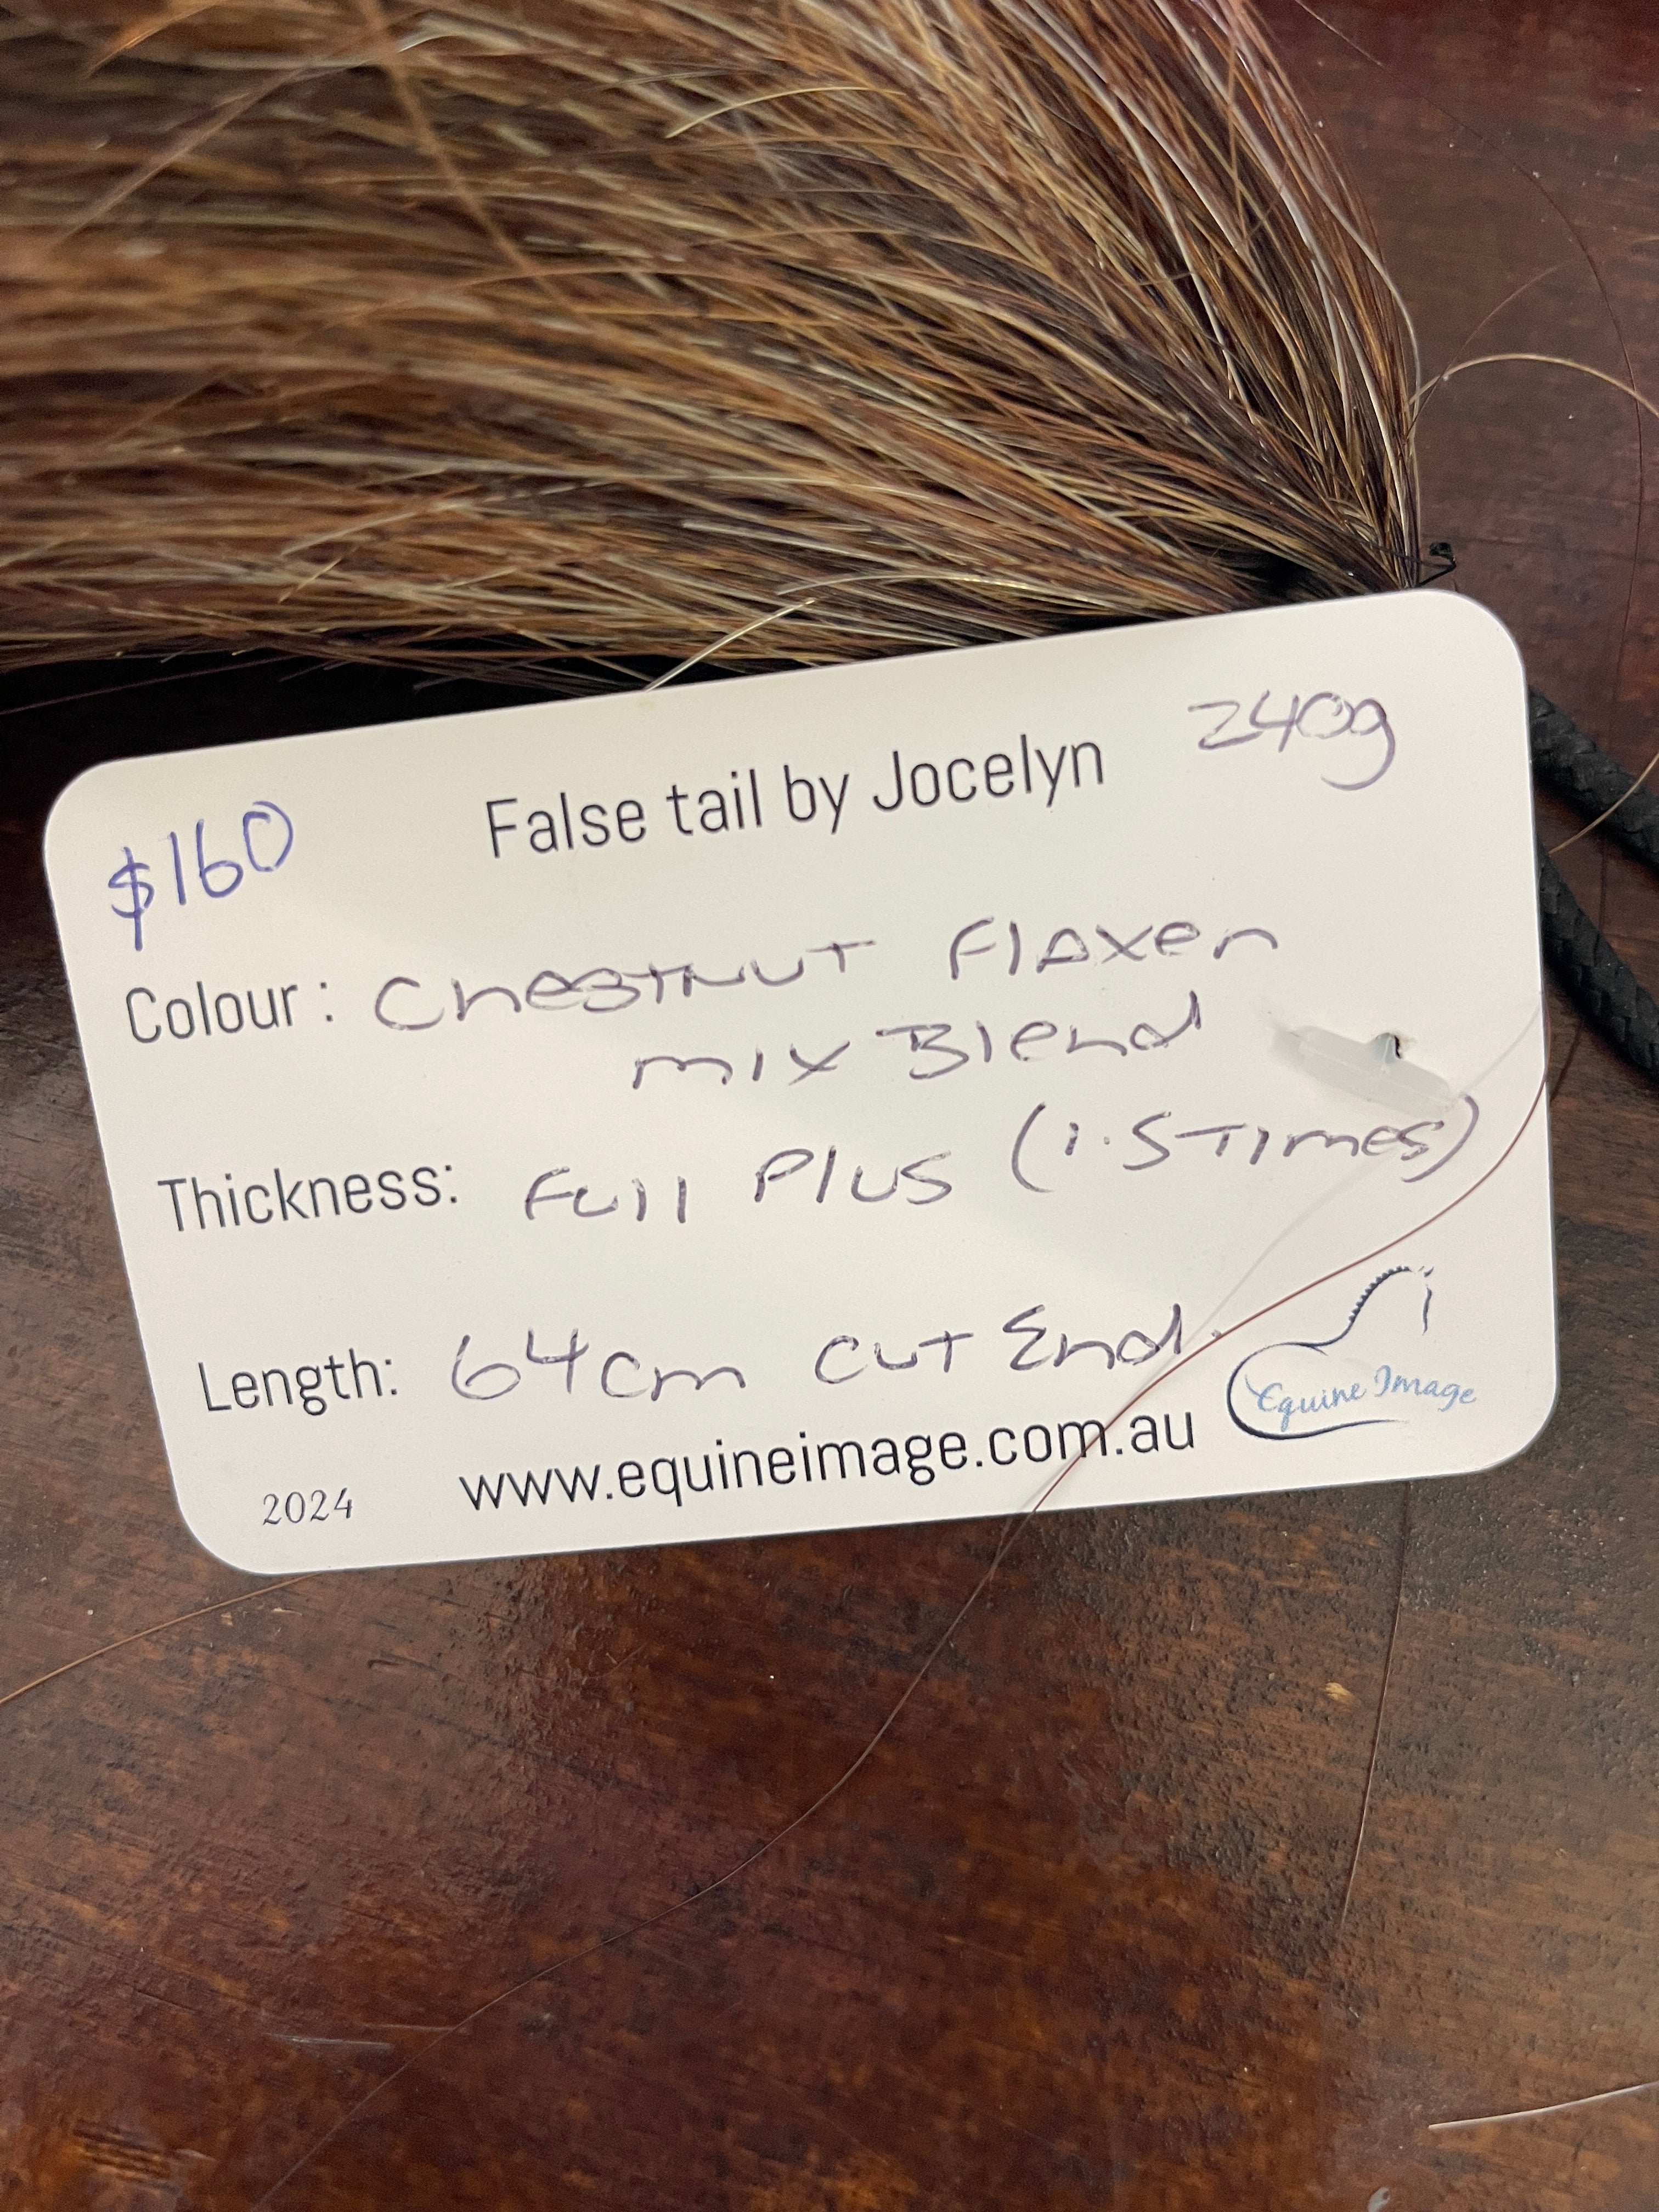 $160 False tail by Jocelyn 240g
Colour: Chestnut Flaxen
mix Blend
Thickness: Full Plus (1.5 Times)
Length: 64cm cut End.
Equine Image
2024 www.equineimage.com.au